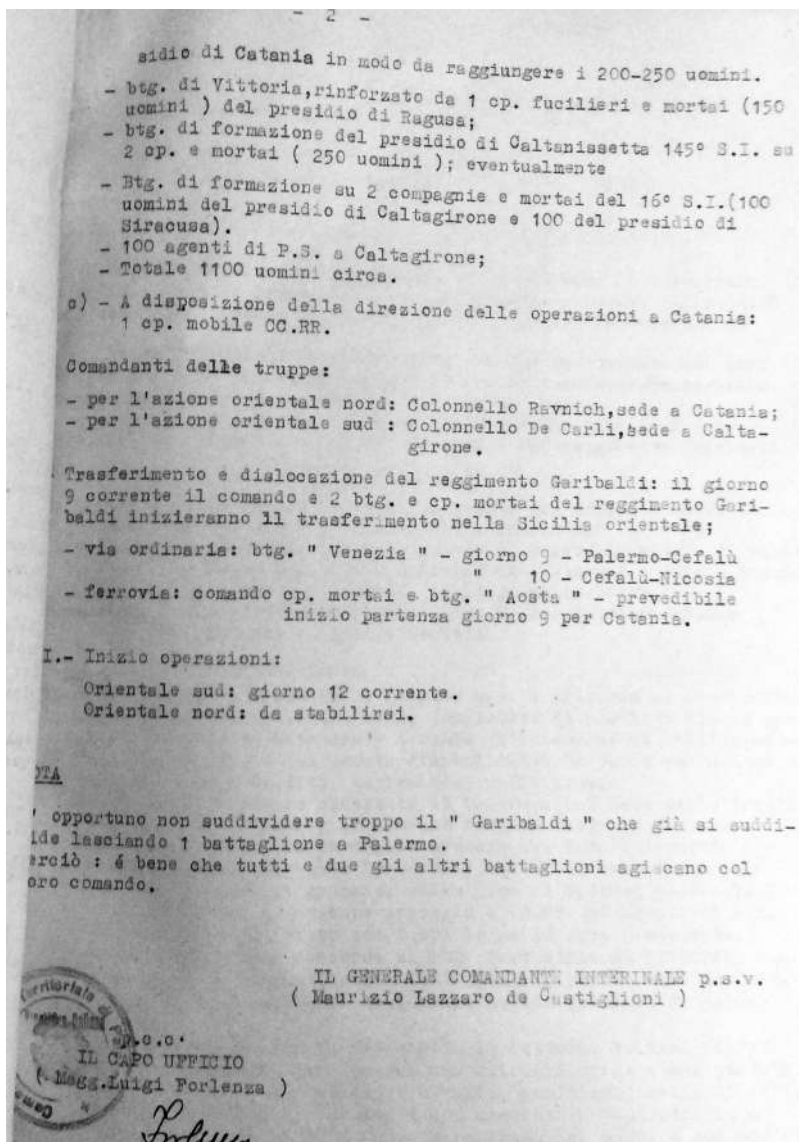 - 2 -
sidio di Catania in modo da raggiungere i 200-250 uomini.
- btg. di Vittoria,rinforzato da 1 cp. fucilieri e mortai (150
uomini ) del presidio di Ragusa;
- btg. di formazione del presidio di Caltanissetta 145° S.I. su
2 cp. e mortai ( 250 uomini ); eventualmente
- Btg. di formazione su 2 compagnie e mortai del 16° S.I.(100
uomini del presidio di Caltagirone e 100 del presidio di
Siracusa).
- 100 agenti di P.S. a Caltagirone;
- Totale 1100 uomini circa.
c) - A disposizione della direzione delle operazioni a Catania:
1 cp. mobile CC.RR.
Comandanti delle truppe:
- per l'azione orientale nord: Colonnello Ravnich,sede a Catania;
- per l'azione orientale sud : Colonnello De Carli,sede a Calta-
girone.
Trasferimento e dislocazione del reggimento Garibaldi: il giorno
9 corrente il comando e 2 btg. e cp. mortai del reggimento Gari-
baldi inizieranno il trasferimento nella Sicilia orientale;
- via ordinaria: btg. " Venezia " - giorno 9 - Palermo-Cefalù
" 10 - Cefalù-Nicosia
- ferrovia: comando cp. mortai e btg. " Aosta " - prevedibile
inizio partenza giorno 9 per Catania.
I.- Inizio operazioni:
Orientale sud: giorno 12 corrente.
Orientale nord: da stabilirsi.
OTA
' opportuno non suddividere troppo il " Garibaldi " che già si suddi-
ide lasciando 1 battaglione a Palermo.
erciò : é bene che tutti e due gli altri battaglioni agiscano col
oro comando.
IL GENERALE COMANDANTE INTERINALE p.s.v.
( Maurizio Lazzaro de Castiglioni )
p.c.c.
IL CAPO UFFICIO
( Magg.Luigi Forlenza )